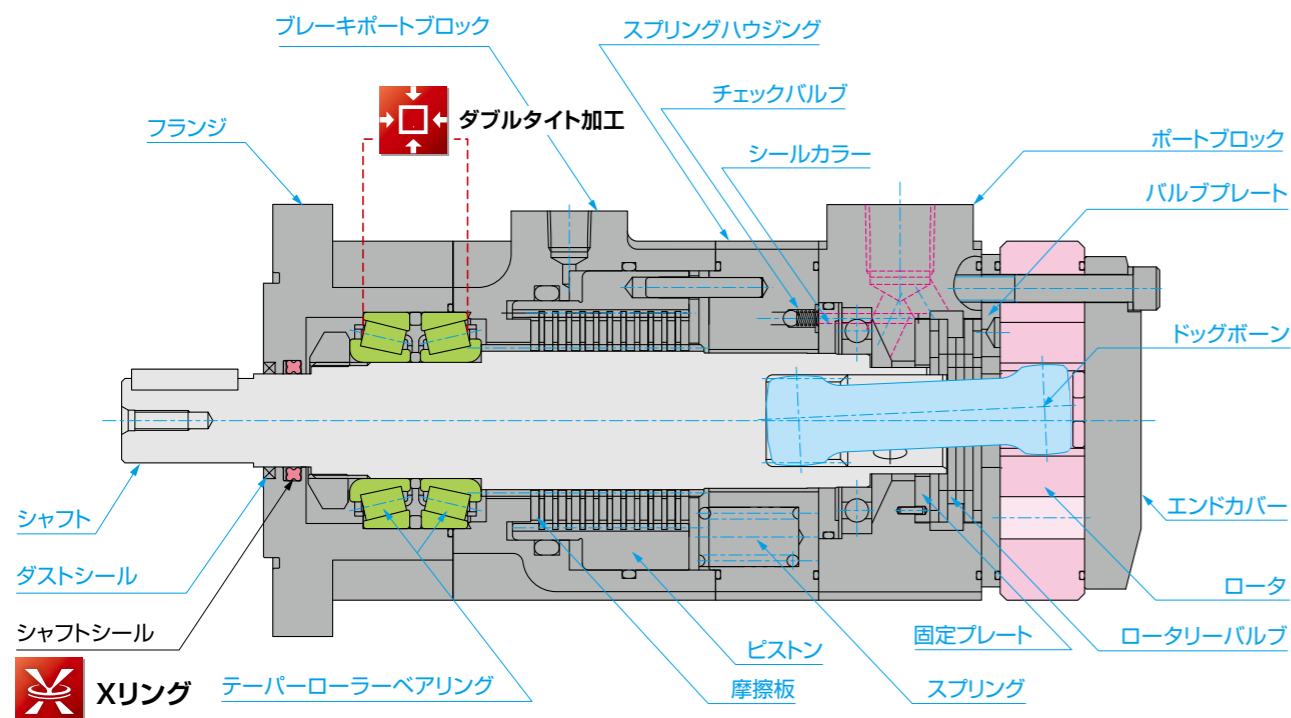 ブレーキポートブロック
スプリングハウジング
チェックバルブ
ダブルタイト加工
フランジ
シールカラー
ポートブロック
バルブプレート
ドッグボーン
シャフト
エンドカバー
ダストシール
ロータ
シャフトシール
固定プレート
ロータリーバルブ
ピストン
Xリング
テーパーローラーベアリング
摩擦板
スプリング